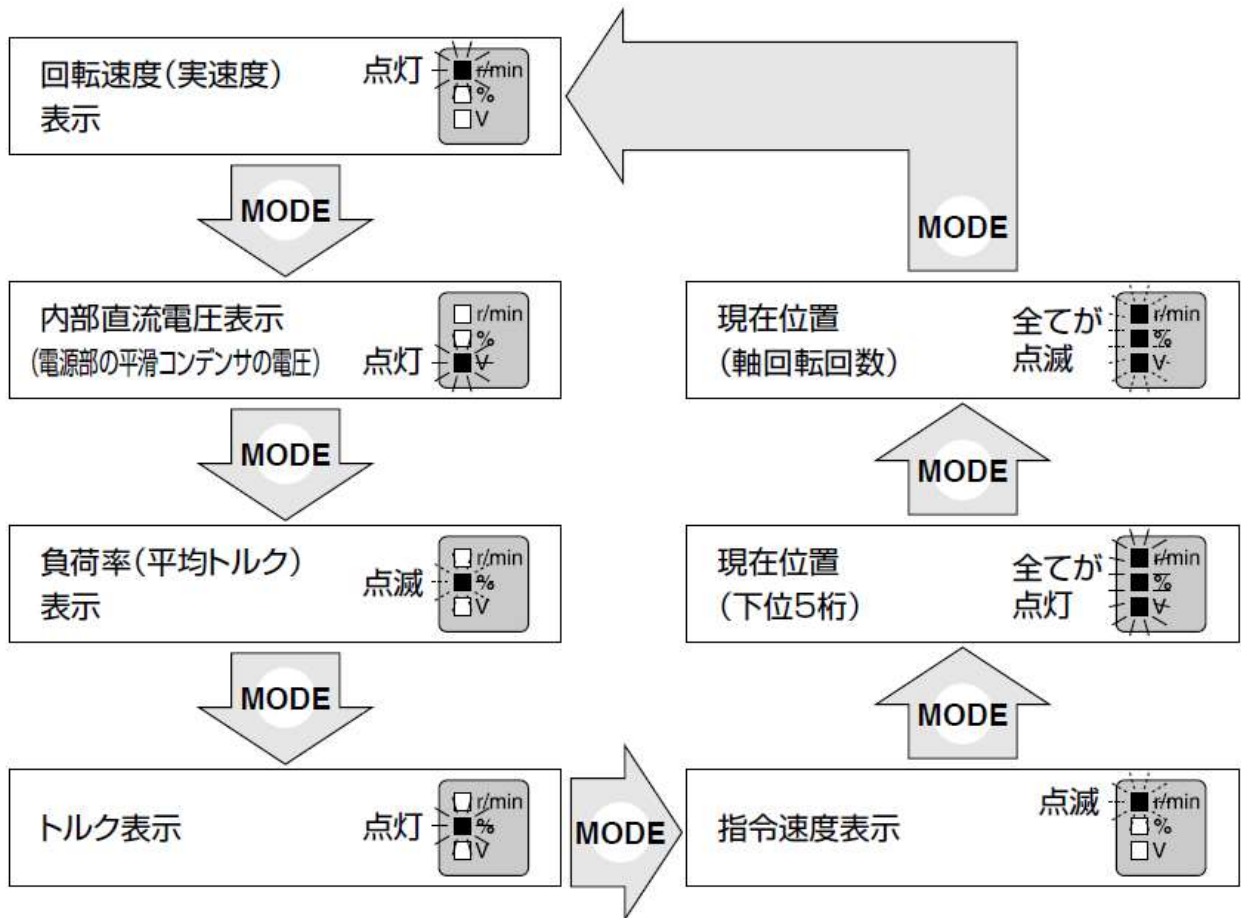 回転速度(実速度)
表示
点灯
r/min
%
V
MODE
内部直流電圧表示
(電源部の平滑コンデンサの電圧)
点灯
r/min
%
V
MODE
負荷率(平均トルク)
表示
点滅
r/min
%
V
MODE
トルク表示
点灯
r/min
%
V
MODE
指令速度表示
点滅
r/min
%
V
MODE
現在位置
(下位5桁)
全てが
点灯
r/min
%
V
MODE
現在位置
(軸回転回数)
全てが
点滅
r/min
%
V
MODE